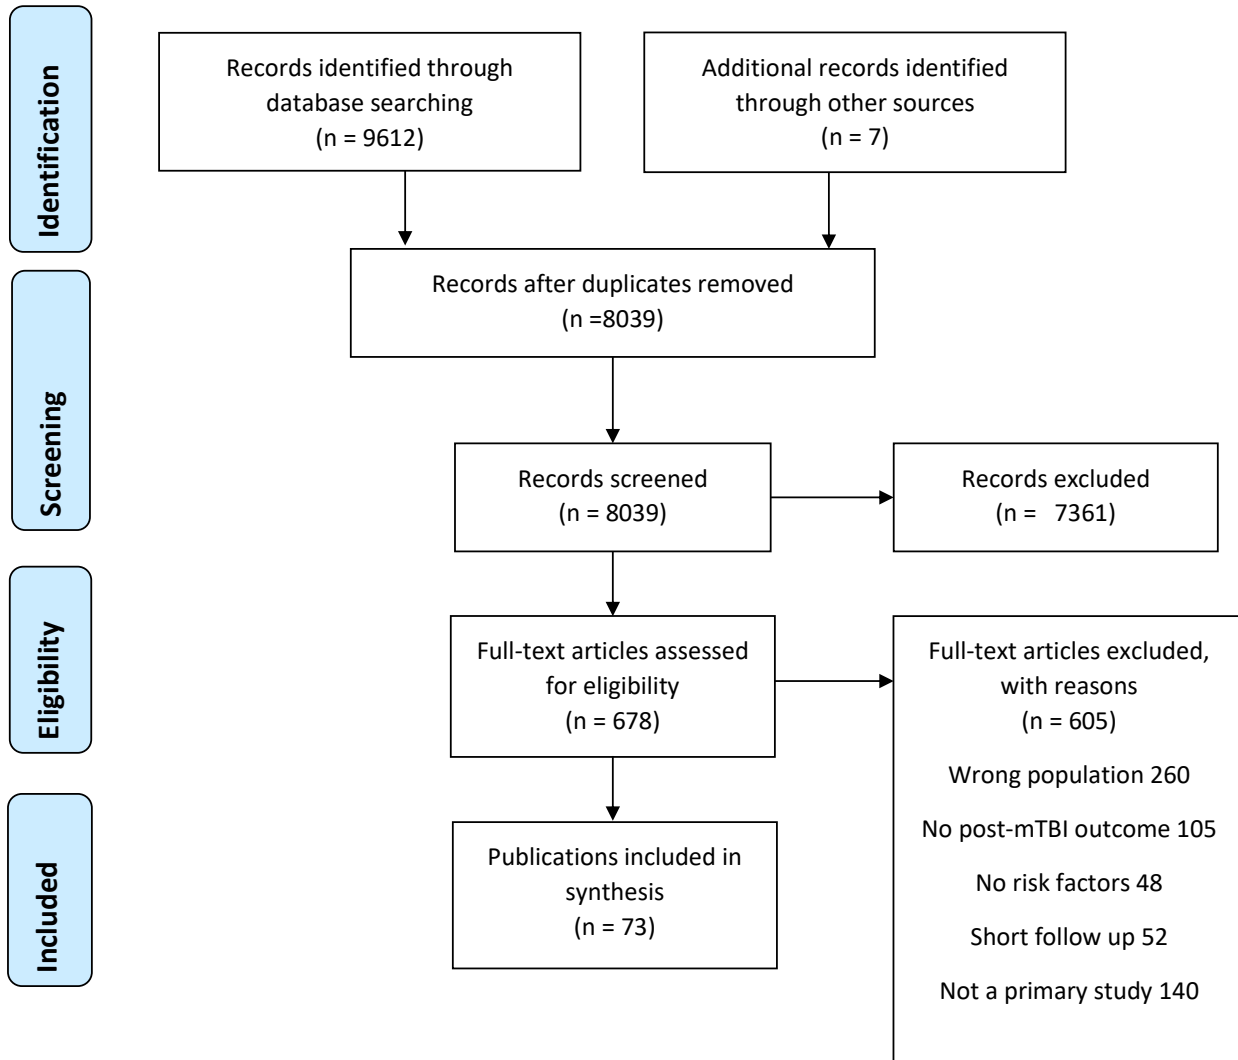 Identification
Records identified through
database searching
(n = 9612)
Additional records identified
through other sources
(n = 7)
Screening
Records after duplicates removed
(n =8039)
Records screened
(n = 8039)
Records excluded
(n =   7361)
Eligibility
Full-text articles assessed
for eligibility
(n = 678)
Full-text articles excluded,
with reasons
(n = 605)
Wrong population 260
No post-mTBI outcome 105
No risk factors 48
Short follow up 52
Not a primary study 140
Included
Publications included in
synthesis
(n = 73)